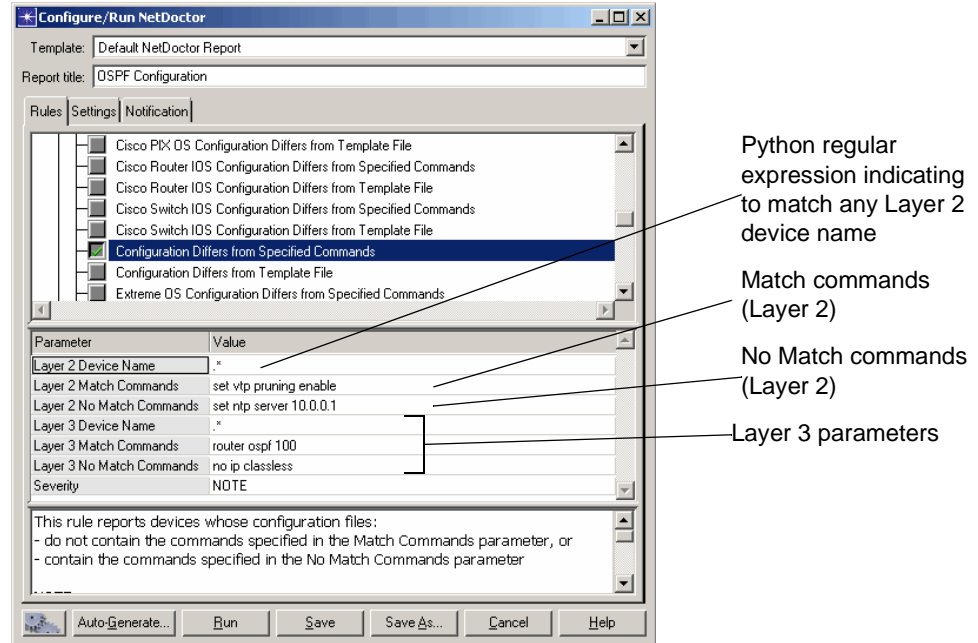 Configure/Run NetDoctor
Template: Default NetDoctor Report
Report title: OSPF Configuration
Rules Settings Notification
Cisco PIX OS Configuration Differs from Template File
Cisco Router IOS Configuration Differs from Specified Commands
Cisco Router IOS Configuration Differs from Template File
Cisco Switch IOS Configuration Differs from Specified Commands
Cisco Switch IOS Configuration Differs from Template File
Configuration Differs from Specified Commands
Configuration Differs from Template File
Extreme OS Configuration Differs from Specified Commands
Parameter Value
Layer 2 Device Name .*
Layer 2 Match Commands set vtp pruning enable
Layer 2 No Match Commands set ntp server 10.0.0.1
Layer 3 Device Name .*
Layer 3 Match Commands router ospf 100
Layer 3 No Match Commands no ip classless
Severity NOTE
This rule reports devices whose configuration files:
- do not contain the commands specified in the Match Commands parameter, or
- contain the commands specified in the No Match Commands parameter
Auto-Generate... Run Save Save As... Cancel Help
Python regular
expression indicating
to match any Layer 2
device name
Match commands
(Layer 2)
No Match commands
(Layer 2)
Layer 3 parameters